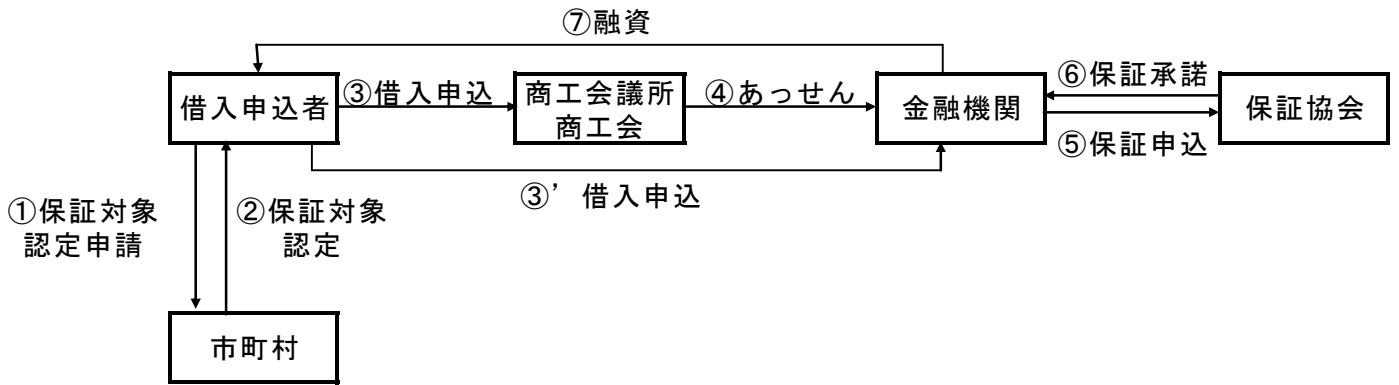 ⑦融資
借入申込者
③借入申込
商工会議所
商工会
④あっせん
金融機関
⑥保証承諾
⑤保証申込
保証協会
③’借入申込
①保証対象
認定申請
②保証対象
認定
市町村